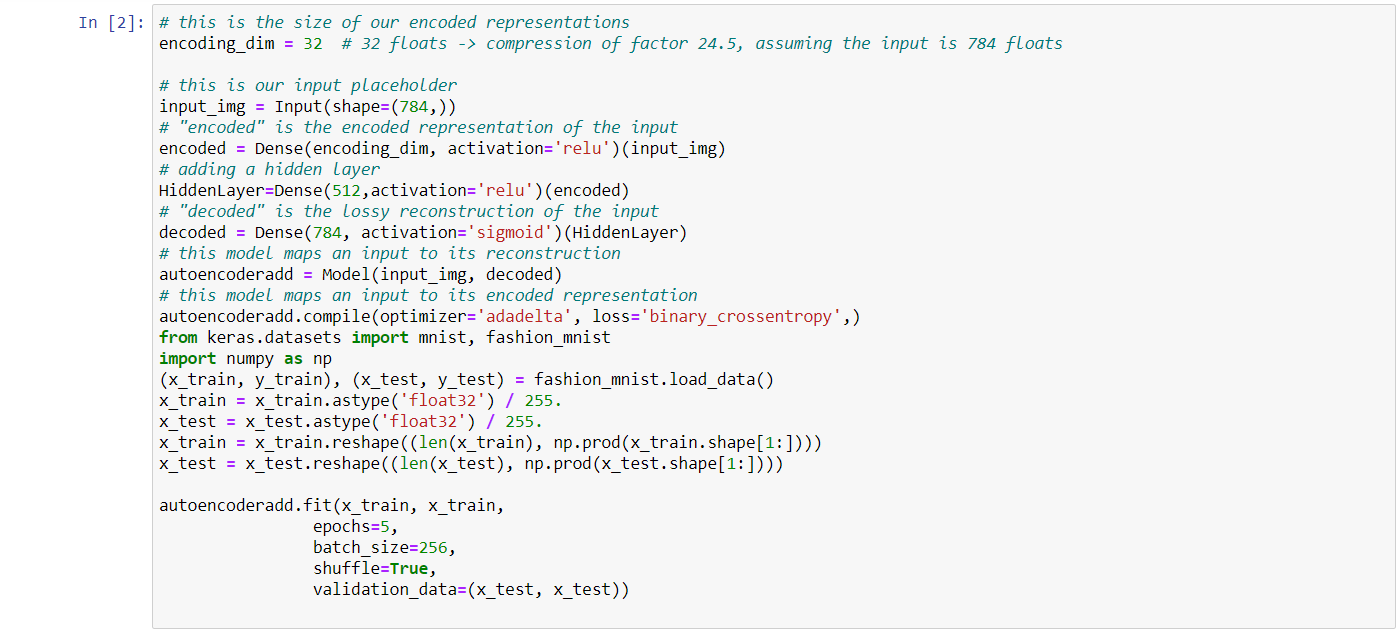 In [2]: # this is the size of our encoded representations
encoding_dim = 32  # 32 floats -> compression of factor 24.5, assuming the input is 784 floats

# this is our input placeholder
input_img = Input(shape=(784,))
# "encoded" is the encoded representation of the input
encoded = Dense(encoding_dim, activation='relu')(input_img)
# adding a hidden layer
HiddenLayer=Dense(512,activation='relu')(encoded)
# "decoded" is the lossy reconstruction of the input
decoded = Dense(784, activation='sigmoid')(HiddenLayer)
# this model maps an input to its reconstruction
autoencoderadd = Model(input_img, decoded)
# this model maps an input to its encoded representation
autoencoderadd.compile(optimizer='adadelta', loss='binary_crossentropy',)
from keras.datasets import mnist, fashion_mnist
import numpy as np
(x_train, y_train), (x_test, y_test) = fashion_mnist.load_data()
x_train = x_train.astype('float32') / 255.
x_test = x_test.astype('float32') / 255.
x_train = x_train.reshape((len(x_train), np.prod(x_train.shape[1:])))
x_test = x_test.reshape((len(x_test), np.prod(x_test.shape[1:])))

autoencoderadd.fit(x_train, x_train,
                epochs=5,
                batch_size=256,
                shuffle=True,
                validation_data=(x_test, x_test))